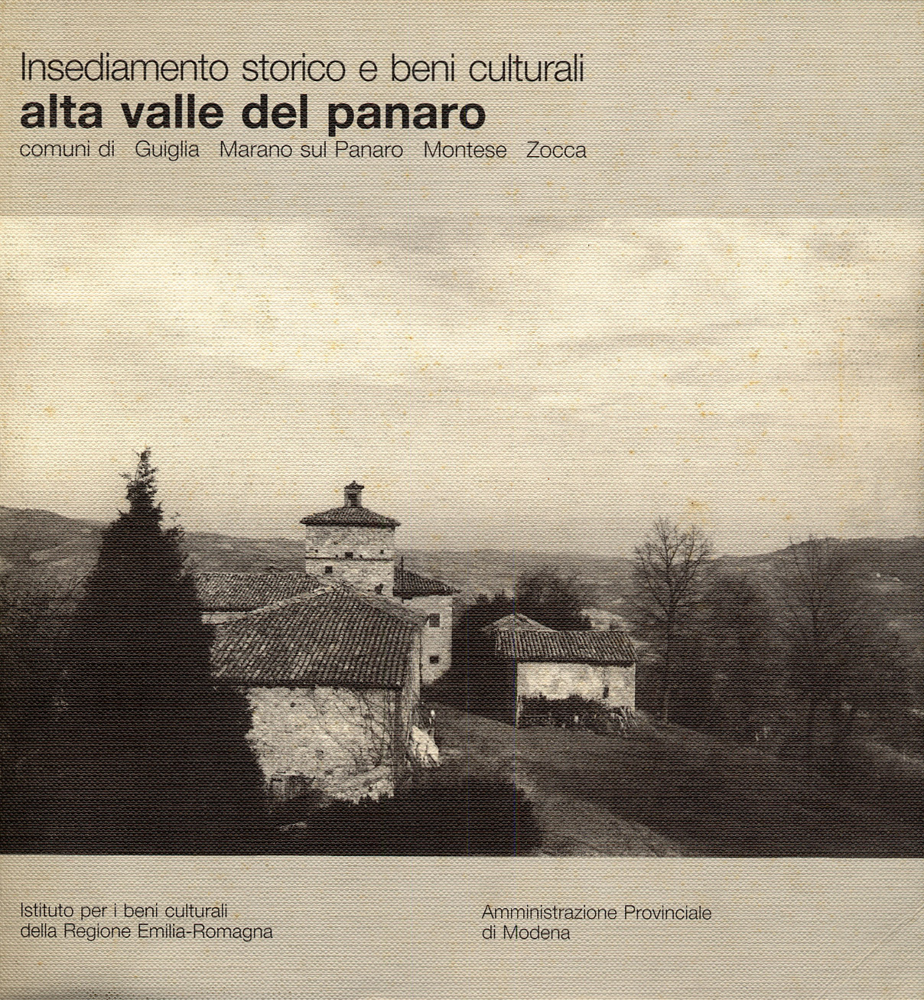 Insediamento storico e beni culturali
alta valle del panaro
comuni di Guiglia Marano sul Panaro Montese Zocca
Istituto per i beni culturali
della Regione Emilia-Romagna
Amministrazione Provinciale
di Modena